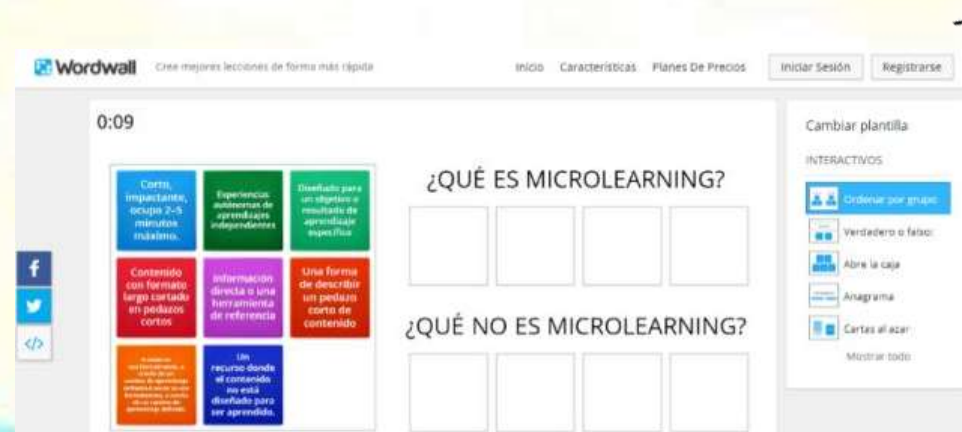 Wordwall Cree mejores lecciones de forma más rápida Inicio Características Planes De Precios Iniciar Sesión Registrarse
0:09
Corto,
impactante,
ocupa 2-5
minutos
máximo.
Experiencias
autónomas de
aprendizajes
independientes
Diseñado para
un objetivo o
resultado de
aprendizaje
específico
Contenido
con formato
largo cortado
en pedazos
cortos
Información
directa o una
herramienta
de referencia
Una forma
de describir
un pedazo
corto de
contenido
Un
recurso donde
el contenido
no está
diseñado para
ser aprendido.
¿QUÉ ES MICROLEARNING?
¿QUÉ NO ES MICROLEARNING?
Cambiar plantilla
INTERACTIVOS
Ordenar por grupo
Verdadero o falso
Abre la caja
Anagrama
Cartas al azar
Mostrar todo